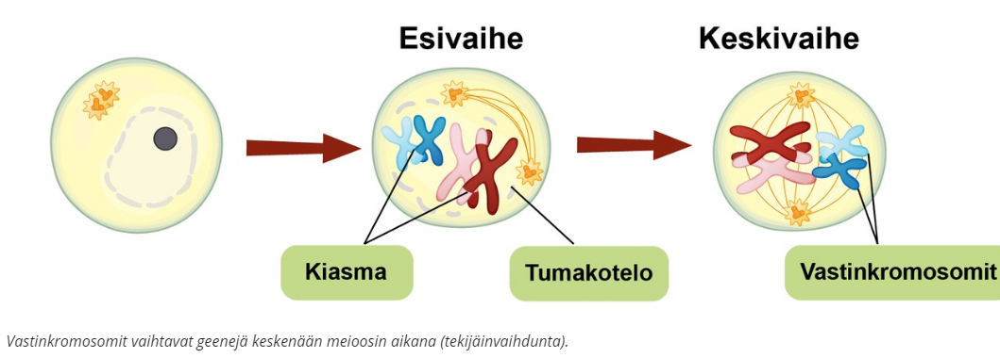 Esivaihe
Keskivaihe
Kiasma
Tumakotelo
Vastinkromosomit
Vastinkromosomit vaihtavat geenejä keskenään meioosin aikana (tekijäinvaihdunta).